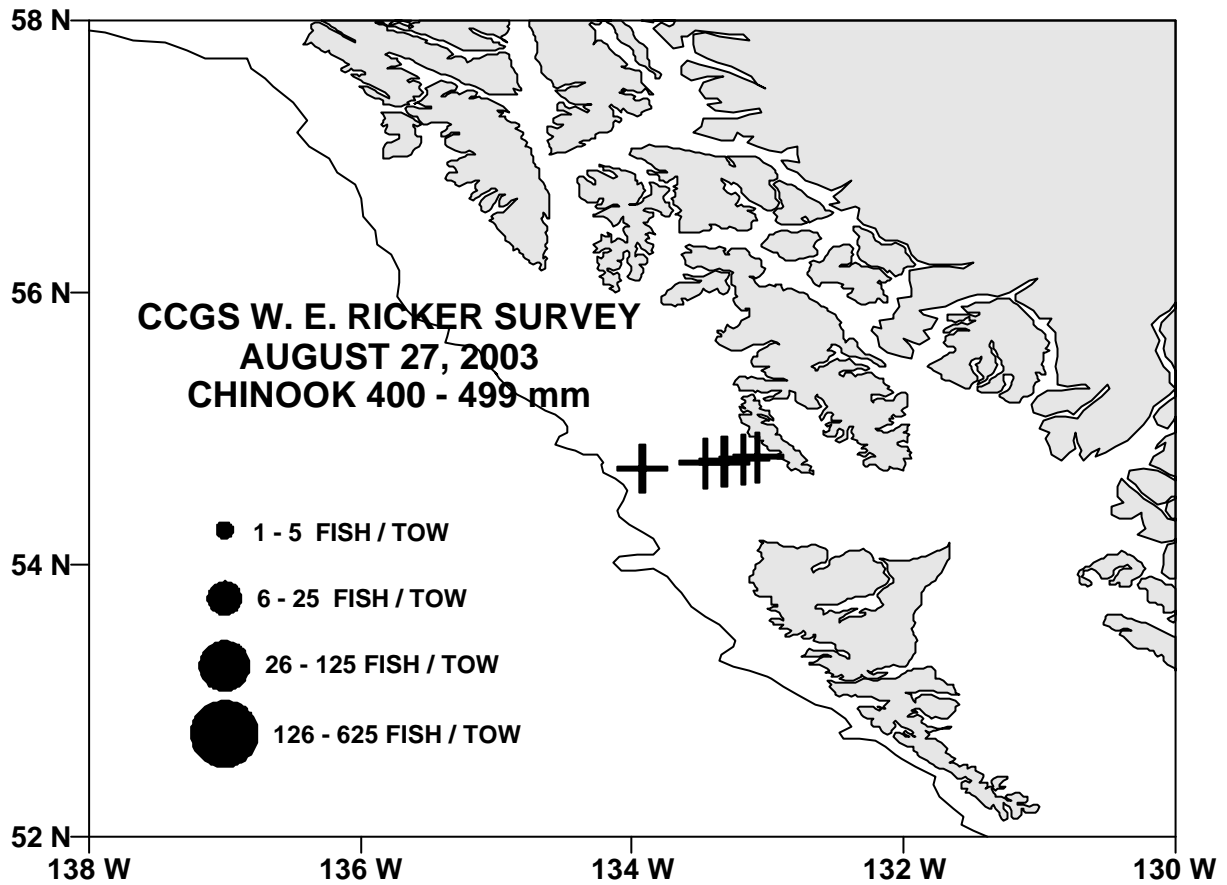 58 N
56 N
CCGS W. E. RICKER SURVEY
AUGUST 27, 2003
CHINOOK 400 - 499 mm
1 - 5 FISH / TOW
54 N
6 - 25 FISH / TOW
26 - 125 FISH / TOW
126 - 625 FISH / TOW
52 N
138 W 136 W 134 W 132 W 130 W